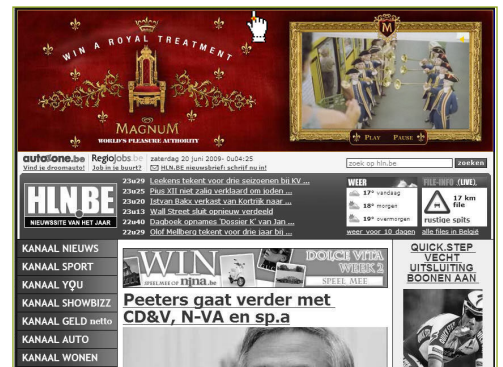 WIN A ROYAL TREATMENT
M
MAGNUM
WORLD'S PLEASURE AUTHORITY
PLAY PAUSE
autozone.be
Vind je droomauto!
Regiojobs.be
Job in je buurt?
zaterdag 20 juni 2009- 0u04:25
HLN.BE nieuwsbrief: schrijf nu in!
zoek op hln.be
zoeken
HLN.BE
NIEUWSSITE VAN HET JAAR
23u29 Leekens tekent voor drie seizoenen bij KV ...
23u25 Pius XII niet zalig verklaard om joden ...
23u20 Istvan Bakx verkast van Kortrijk naar ...
23u13 Wall Street sluit opnieuw verdeeld
22u40 Dagboek opnames 'Dossier K' van Jan ...
22u29 Olof Mellberg tekent voor drie jaar bij ...
WEER
17° vandaag
18° morgen
19° overmorgen
weer voor 10 dagen
FILE-INFO (LIVE)
17 km
file
rustige spits
alle files in België
KANAAL NIEUWS
KANAAL SPORT
KANAAL YOU
KANAAL SHOWBIZZ
KANAAL GELD netto
KANAAL AUTO
KANAAL WONEN
WIN
SPEEL MEE OP nina.be
DOLCE VITA
WEEK 2
SPEEL MEE
Peeters gaat verder met
CD&V, N-VA en sp.a
QUICK.STEP
VECHT
UITSLUITING
BOONEN AAN